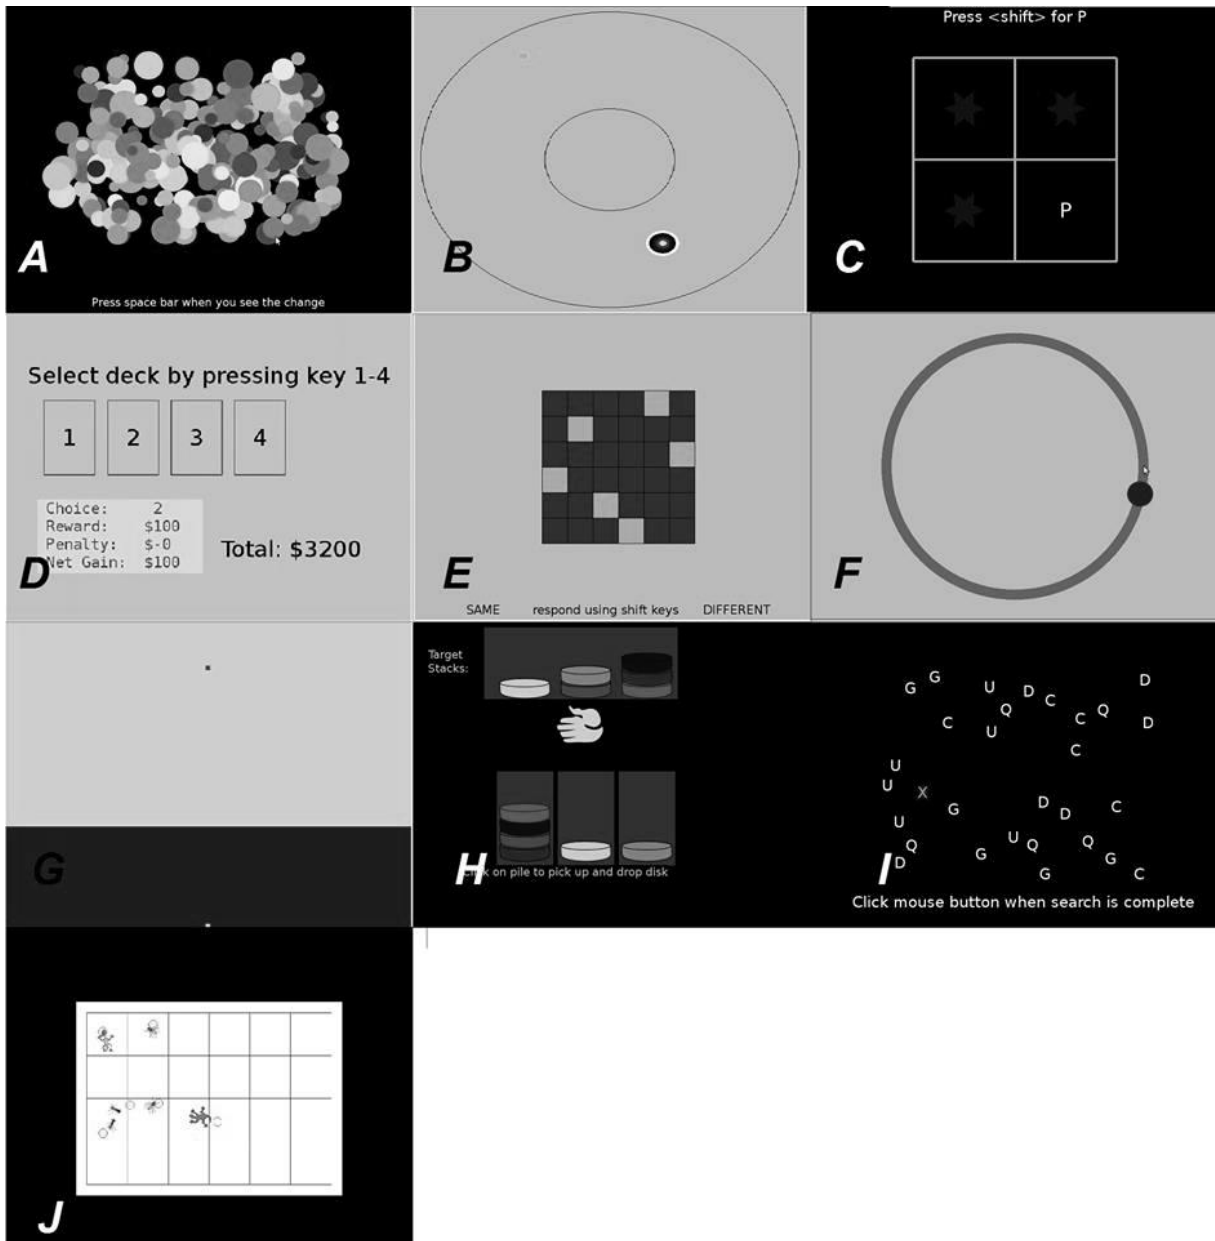 A
Press space bar when you see the change
B
Press <shift> for P
P
C
Select deck by pressing key 1-4
1 2 3 4
Choice: 2
Reward: $100
Penalty: $-0
Net Gain: $100
Total: $3200
D
E
SAME respond using shift keys DIFFERENT
F
G
Target
Stacks:
H
Click on pile to pick up and drop disk
G G U D C D
C U Q C Q D
C
U
U X G D D C
U
D Q G U Q Q G
G C
I
Click mouse button when search is complete
J